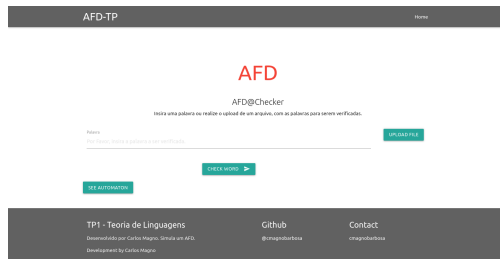 AFD-TP
Home
AFD
AFD@Checker
Insira uma palavra ou realize o upload de um arquivo, com as palavras para serem verificadas.
Palavra
Por favor, insira a palavra a ser verificada
UPLOAD FILE
CHECK WORD
SEE AUTOMATON
TP1 - Teoria de Linguagens
Github
Contact
Desenvolvido por Carlos Magno. Simula um AFD.
@cmagnobarbosa
cmagnobarbosa
Development by Carlos Magno